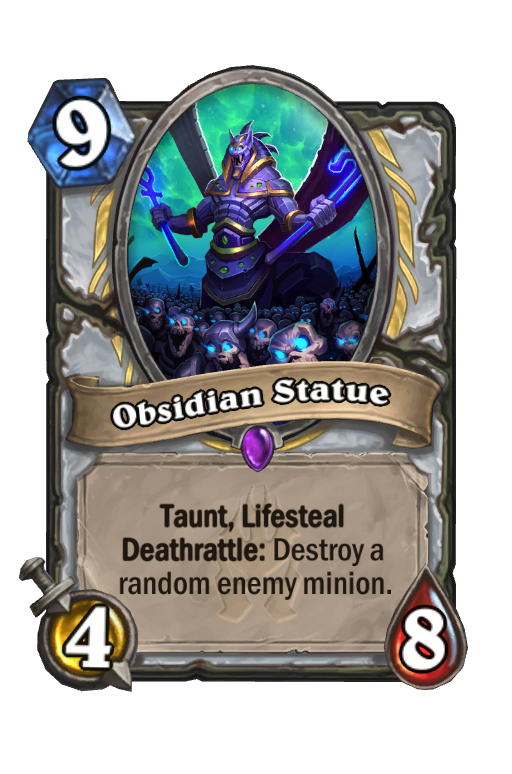 9
Obsidian Statue
Taunt, Lifesteal
Deathrattle: Destroy a
random enemy minion.
4
8